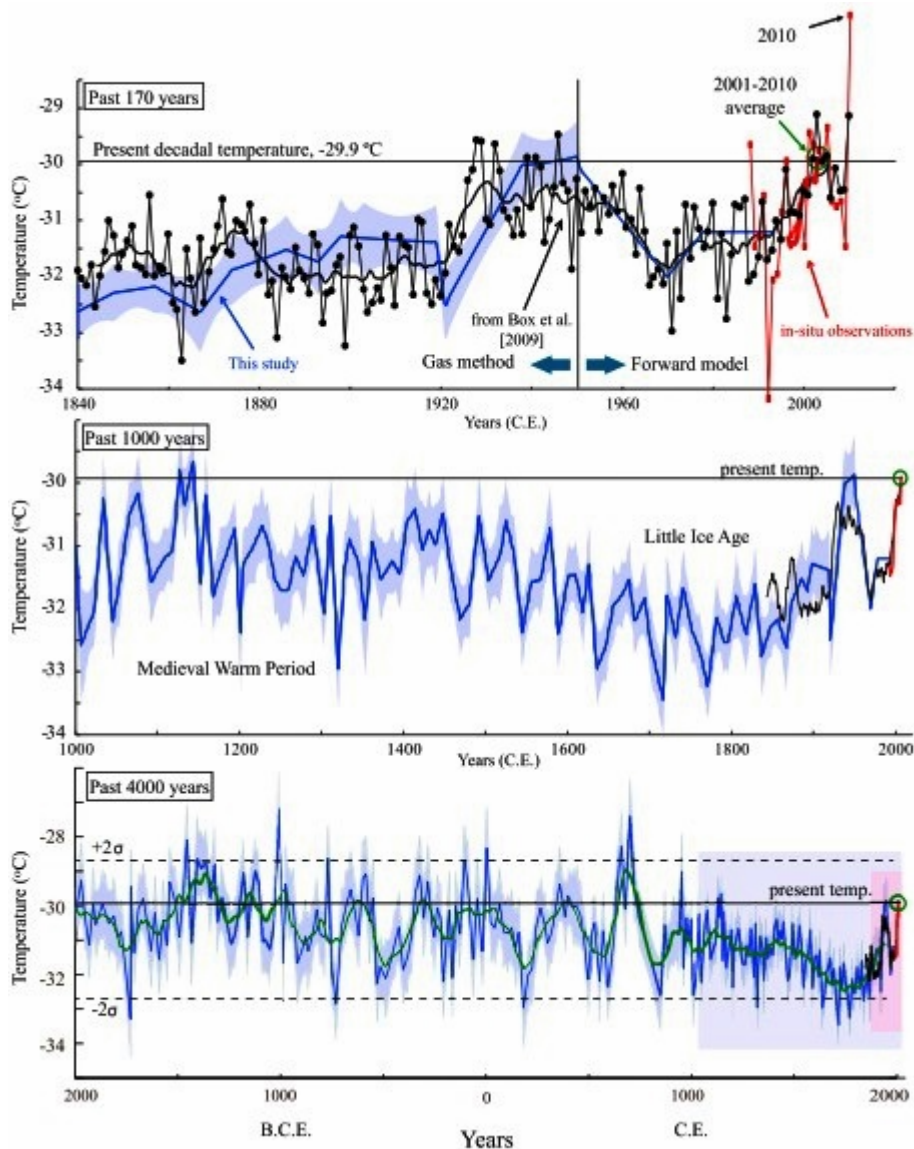 2010
-29
Past 170 years
2001-2010
average
Present decadal temperature, -29.9 ºC
-30
Temperature (ºC)
-31
-32
from Box et al.
[2009]
in-situ observations
-33
This study
Gas method
Forward model
-34
1840
1880
1920
1960
2000
Years (C.E.)
Past 1000 years
-30
present temp.
Temperature (ºC)
-31
Little Ice Age
-32
-33
Medieval Warm Period
-34
1000
1200
1400
1600
1800
2000
Years (C.E.)
Past 4000 years
-28
+2σ
Temperature (ºC)
present temp.
-30
-32
-2σ
-34
2000
1000
0
1000
2000
B.C.E.
Years
C.E.